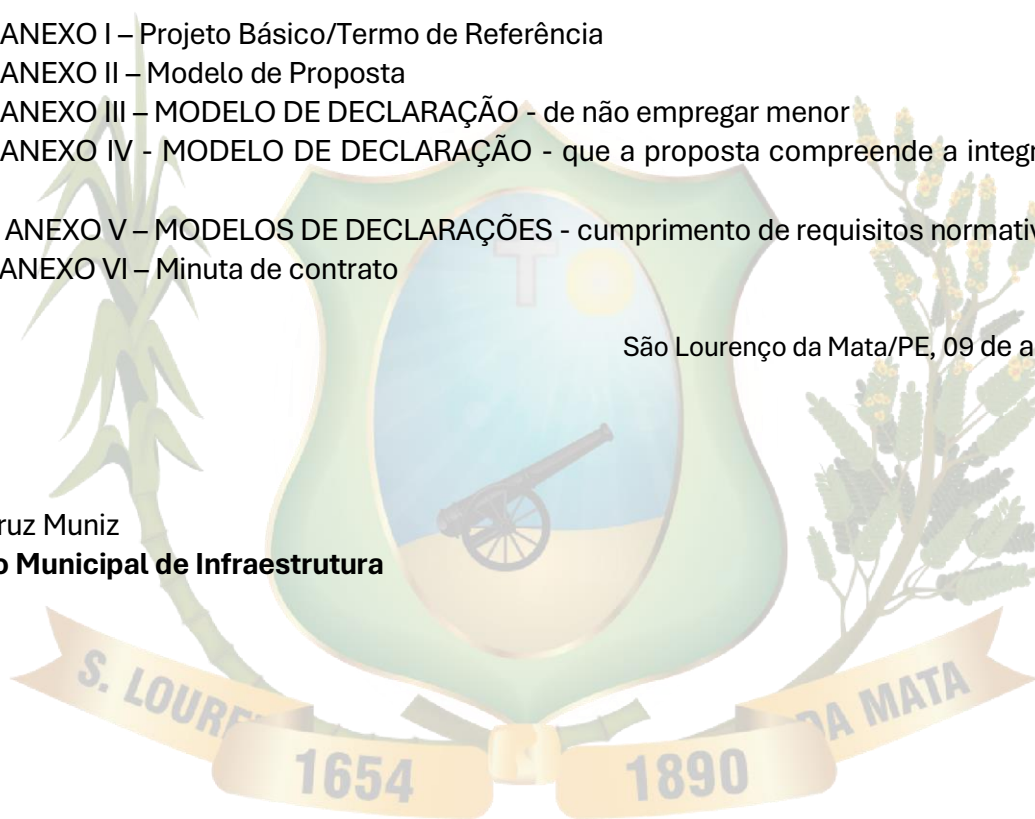 ANEXO I – Projeto Básico/Termo de Referência
ANEXO II – Modelo de Proposta
ANEXO III – MODELO DE DECLARAÇÃO - de não empregar menor
ANEXO IV - MODELO DE DECLARAÇÃO - que a proposta compreende a integr
ANEXO V – MODELOS DE DECLARAÇÕES - cumprimento de requisitos normativ
ANEXO VI – Minuta de contrato
São Lourenço da Mata/PE, 09 de a
ruz Muniz
o Municipal de Infraestrutura
S. LOURE DA MATA
1654 1890